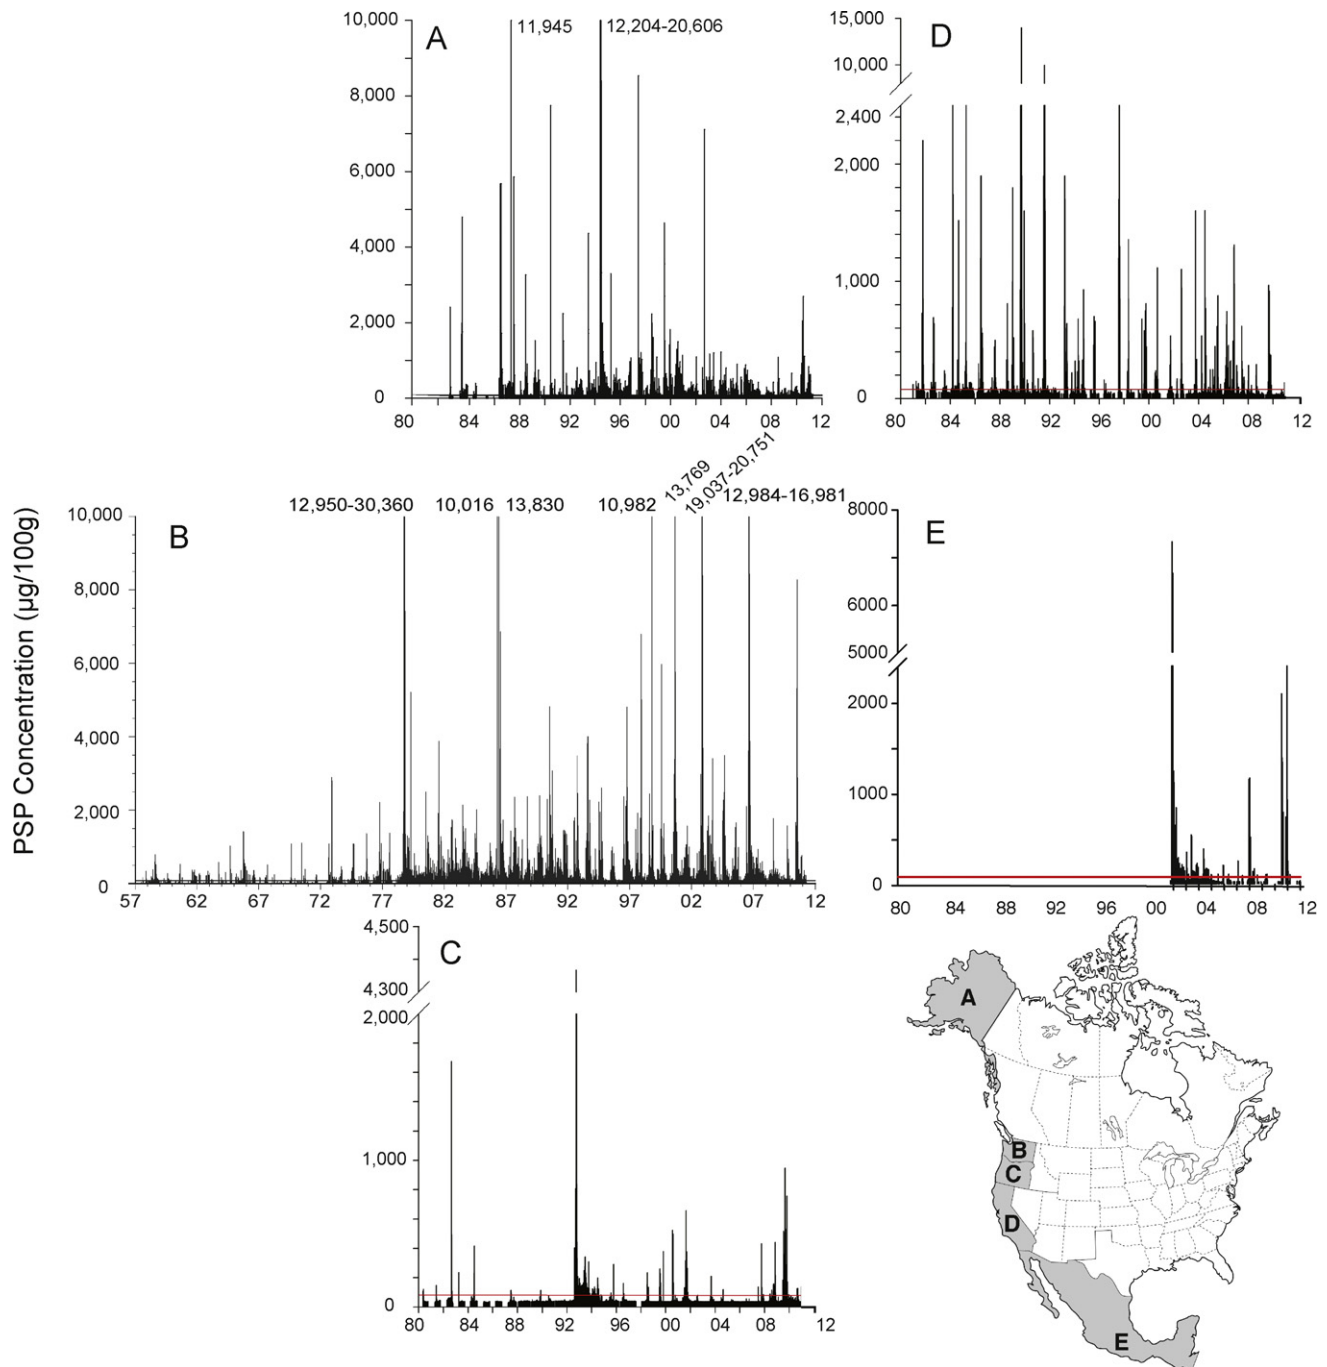 A
11,945
12,204-20,606
10,000
8,000
6,000
4,000
2,000
0
80 84 88 92 96 00 04 08 12
D
15,000
10,000
2,400
2,000
1,000
0
80 84 88 92 96 00 04 08 12
PSP Concentration (µg/100g)
B
12,950-30,360
10,016
13,830
10,982
13,769
19,037-20,751
12,984-16,981
10,000
8,000
6,000
4,000
2,000
0
57 62 67 72 77 82 87 92 97 02 07 12
E
8000
6000
5000
2000
1000
0
80 84 88 92 96 00 04 08 12
C
4,500
4,300
2,000
1,000
0
80 84 88 92 96 00 04 08 12
A
B
C
D
E